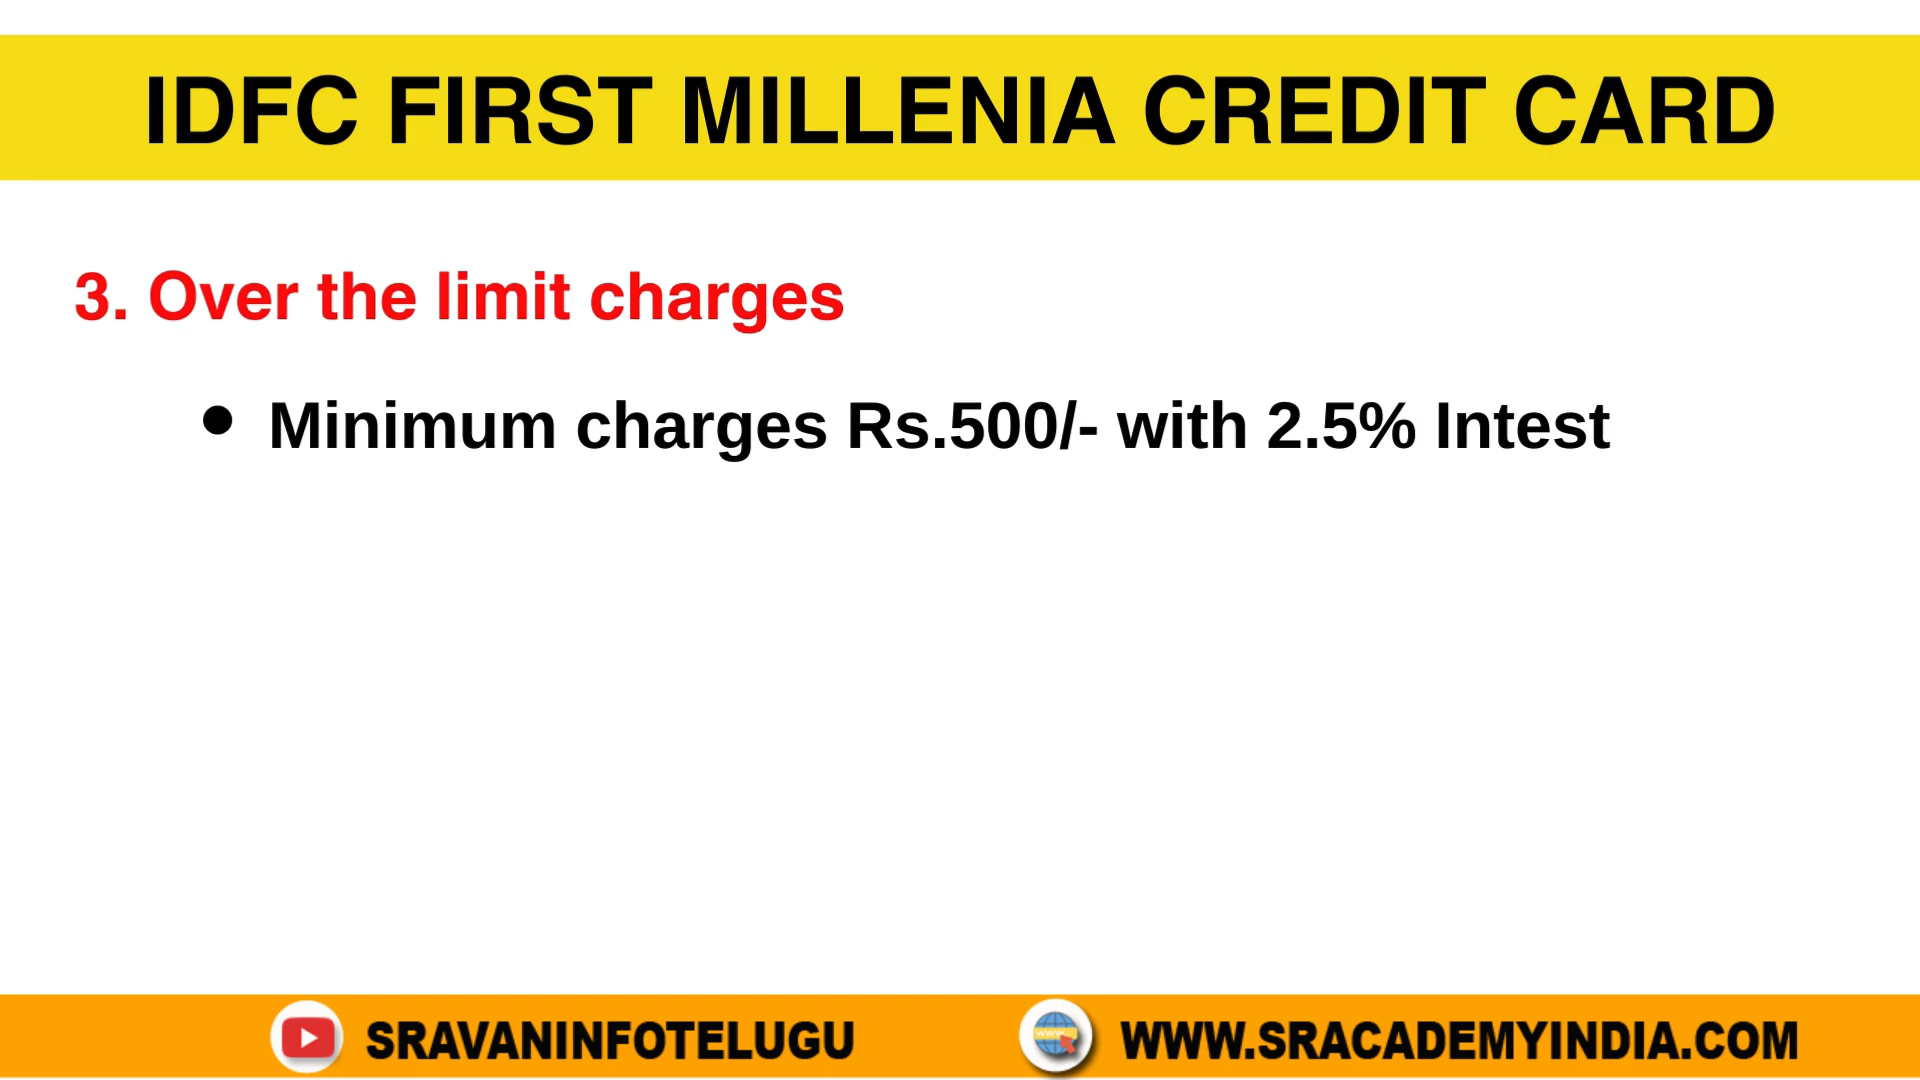 IDFC FIRST MILLENIA CREDIT CARD
3. Over the limit charges
● Minimum charges Rs.500/- with 2.5% Intest
SRAVANINFOTELUGU
WWW.SRACADEMYINDIA.COM